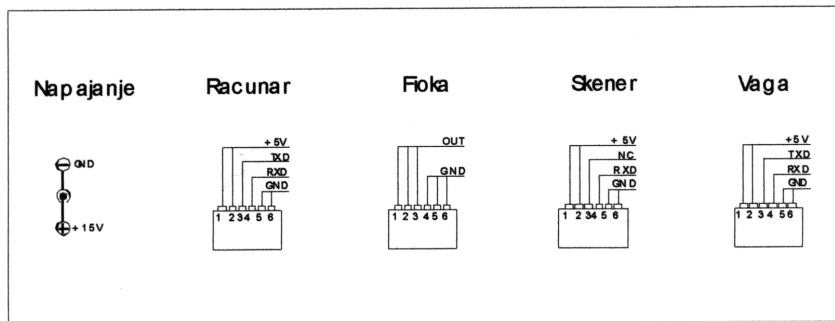 Napajanje
GND
+ 15V
Racunar
+ 5V
TXD
RXD
GND
1 2 3 4 5 6
Fioka
OUT
GND
1 2 3 4 5 6
Skener
+ 5V
NC
RXD
GND
1 2 3 4 5 6
Vaga
+5V
TXD
RXD
GND
1 2 3 4 5 6